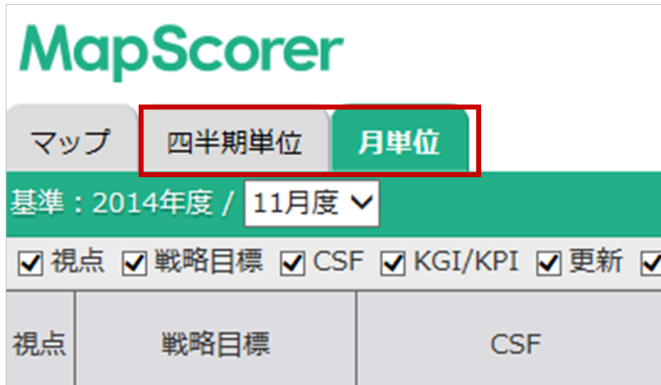 MapScorer
マップ 四半期単位 月単位
基準：2014年度 / 11月度
視点 戦略目標 CSF KGI/KPI 更新
視点 戦略目標 CSF